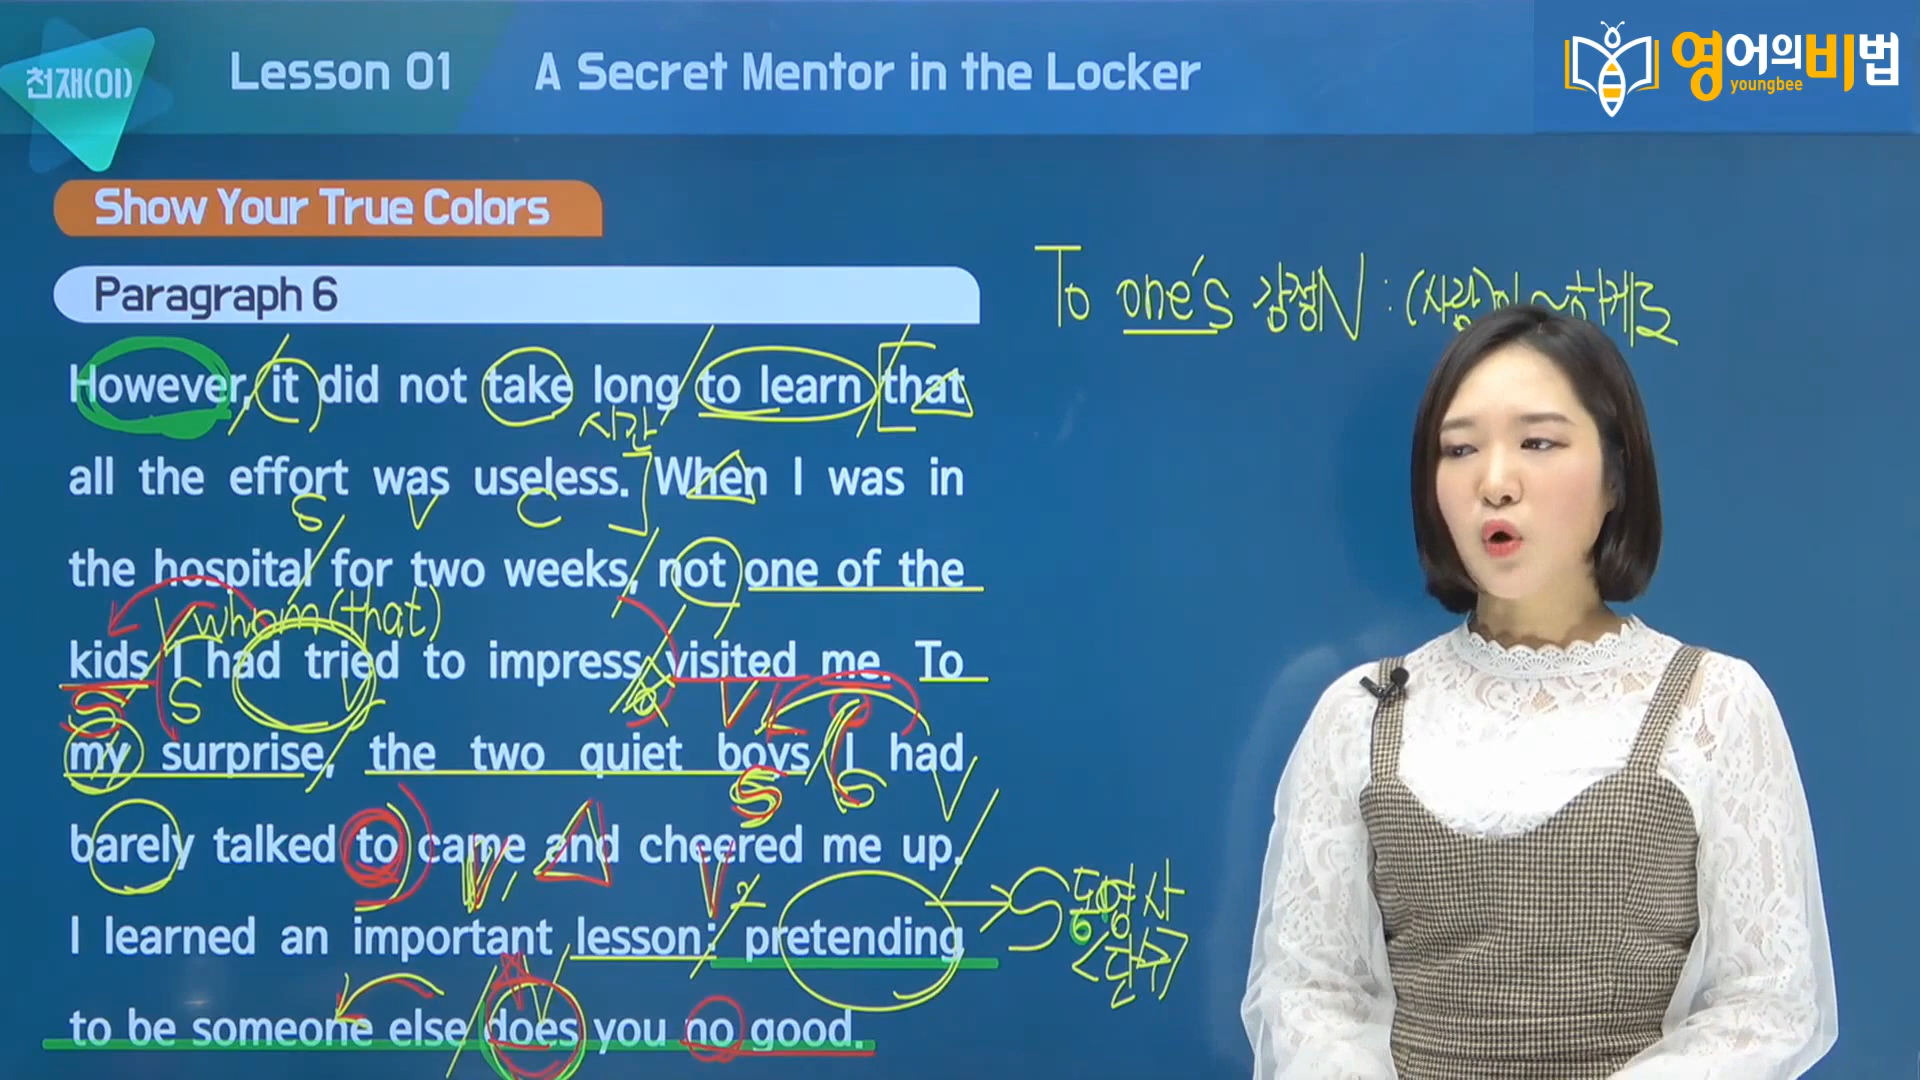 천재(이)
Lesson 01 A Secret Mentor in the Locker
영어의비법
youngbee
Show Your True Colors
Paragraph 6
To one's 감정N : (사람)이 ~하게도
However, it did not take long to learn that
시간
all the effort was useless. When I was in
S V C
the hospital for two weeks, not one of the
whom(that)
kids I had tried to impress visited me. To
S S V V
my surprise, the two quiet boys I had
S S V
barely talked to came and cheered me up.
V1 V2
S 동명사
<단수>
I learned an important lesson: pretending
V
to be someone else does you no good.